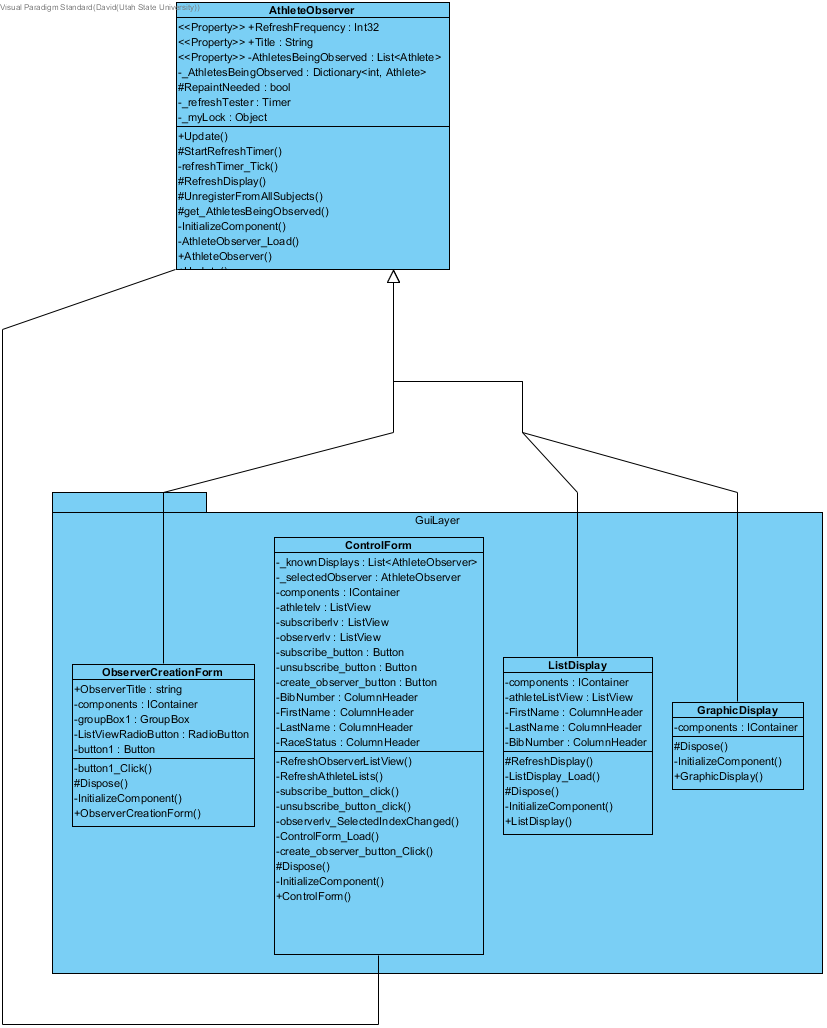 Visual Paradigm Standard(David(Utah State University))
AthleteObserver
<<Property>> +RefreshFrequency : Int32
<<Property>> +Title : String
<<Property>> -AthletesBeingObserved : List<Athlete>
-_AthletesBeingObserved : Dictionary<int, Athlete>
#RepaintNeeded : bool
-_refreshTester : Timer
-_myLock : Object
+Update()
#StartRefreshTimer()
-refreshTimer_Tick()
#RefreshDisplay()
#UnregisterFromAllSubjects()
#get_AthletesBeingObserved()
-InitializeComponent()
-AthleteObserver_Load()
+AthleteObserver()
GuiLayer
ObserverCreationForm
+ObserverTitle : string
-components : IContainer
-groupBox1 : GroupBox
-ListViewRadioButton : RadioButton
-button1 : Button
-button1_Click()
#Dispose()
-InitializeComponent()
+ObserverCreationForm()
ControlForm
-_knownDisplays : List<AthleteObserver>
-_selectedObserver : AthleteObserver
-components : IContainer
-athletelv : ListView
-subscriberlv : ListView
-observerlv : ListView
-subscribe_button : Button
-unsubscribe_button : Button
-create_observer_button : Button
-BibNumber : ColumnHeader
-FirstName : ColumnHeader
-LastName : ColumnHeader
-RaceStatus : ColumnHeader
-RefreshObserverListView()
-RefreshAthleteLists()
-subscribe_button_click()
-unsubscribe_button_click()
-observerlv_SelectedIndexChanged()
-ControlForm_Load()
-create_observer_button_Click()
#Dispose()
-InitializeComponent()
+ControlForm()
ListDisplay
-components : IContainer
-athleteListView : ListView
-FirstName : ColumnHeader
-LastName : ColumnHeader
-BibNumber : ColumnHeader
#RefreshDisplay()
-ListDisplay_Load()
#Dispose()
-InitializeComponent()
+ListDisplay()
GraphicDisplay
-components : IContainer
#Dispose()
-InitializeComponent()
+GraphicDisplay()